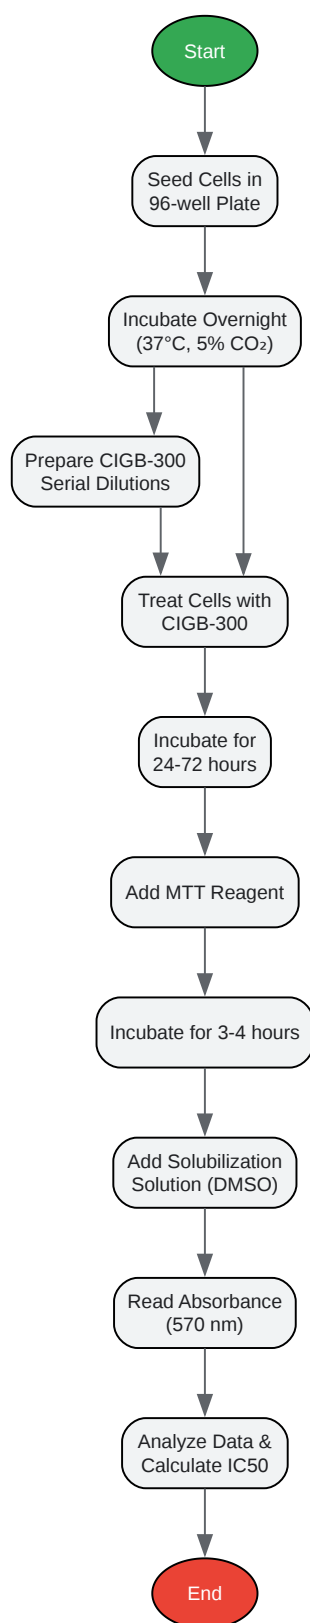 Start
Seed Cells in
96-well Plate
Incubate Overnight
(37°C, 5% CO₂)
Prepare CIGB-300
Serial Dilutions
Treat Cells with
CIGB-300
Incubate for
24-72 hours
Add MTT Reagent
Incubate for 3-4 hours
Add Solubilization
Solution (DMSO)
Read Absorbance
(570 nm)
Analyze Data &
Calculate IC50
End